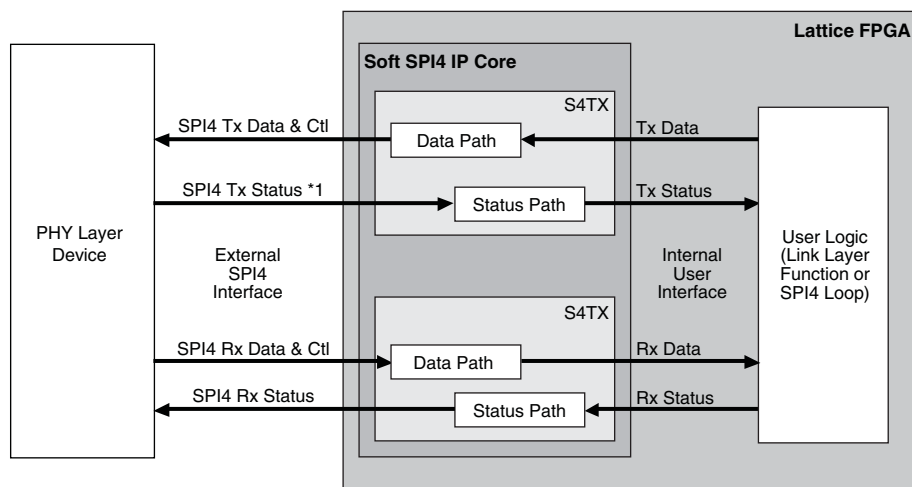 Lattice FPGA
Soft SPI4 IP Core
S4TX
SPI4 Tx Data & Ctl
Data Path
Tx Data
SPI4 Tx Status *1
Status Path
Tx Status
PHY Layer
Device
External
SPI4
Interface
Internal
User
Interface
User Logic
(Link Layer
Function or
SPI4 Loop)
S4TX
SPI4 Rx Data & Ctl
Data Path
Rx Data
SPI4 Rx Status
Status Path
Rx Status